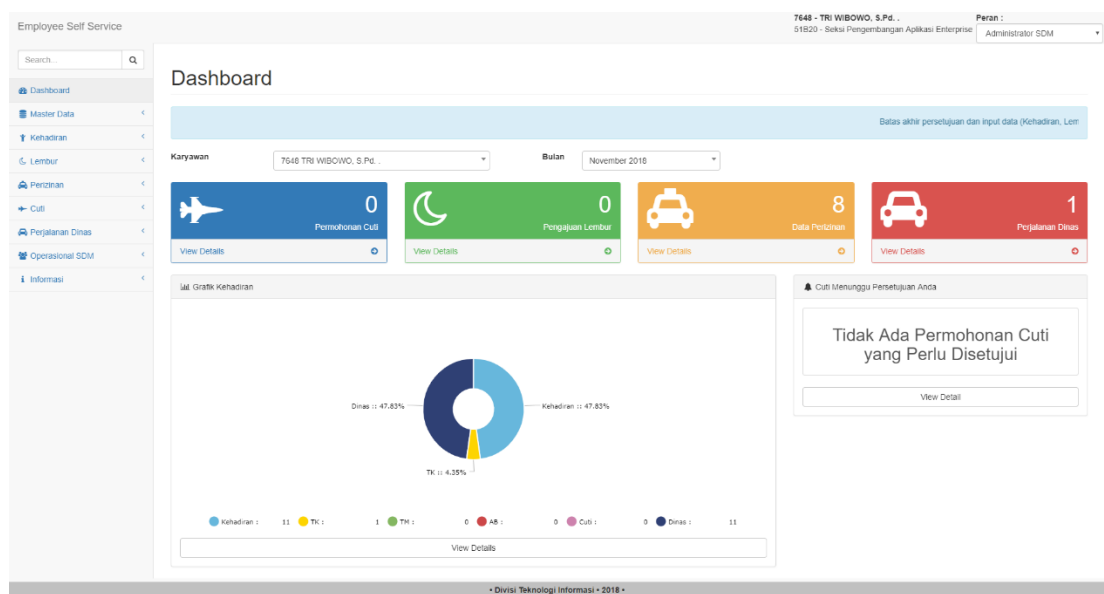 Employee Self Service
7648 - TRI WIBOWO, S.Pd. .
51B20 - Seksi Pengembangan Aplikasi Enterprise
Peran :
Administrator SDM
Search...
Dashboard
Master Data
Kehadiran
Lembur
Perizinan
Cuti
Perjalanan Dinas
Operasional SDM
Informasi
Dashboard
Batas akhir persetujuan dan input data (Kehadiran, Lem
Karyawan
7648 TRI WIBOWO, S.Pd. .
Bulan
November 2018
0
Permohonan Cuti
View Details
0
Pengajuan Lembur
View Details
8
Data Perizinan
View Details
1
Perjalanan Dinas
View Details
Grafik Kehadiran
Dinas :: 47.83%
Kehadiran :: 47.83%
TK :: 4.35%
Kehadiran : 11 TK : 1 TM : 0 AB : 0 Cuti : 0 Dinas : 11
View Details
Cuti Menunggu Persetujuan Anda
Tidak Ada Permohonan Cuti
yang Perlu Disetujui
View Detail
• Divisi Teknologi Informasi • 2018 •